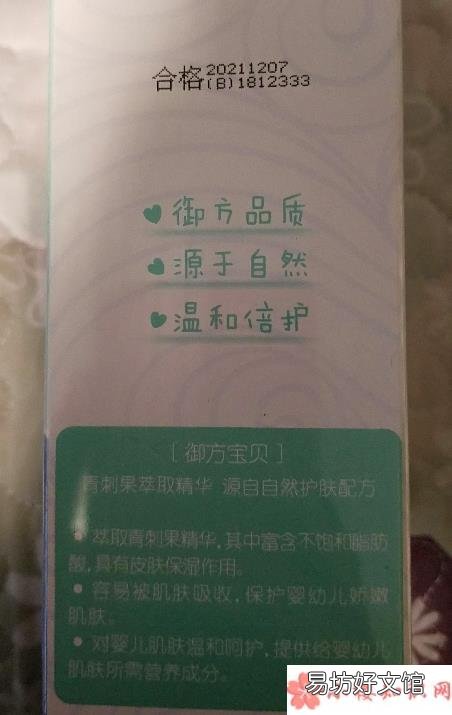 合格 20211207
(B)1812333
御方品质
源于自然
温和倍护
[御方宝贝]
青刺果萃取精华 源自自然护肤配方
萃取青刺果精华,其中富含不饱和脂肪
酸,具有皮肤保湿作用。
容易被肌肤吸收,保护婴幼儿娇嫩
肌肤。
对婴儿肌肤温和呵护,提供给婴幼儿
肌肤所需营养成分。
易坊好文馆